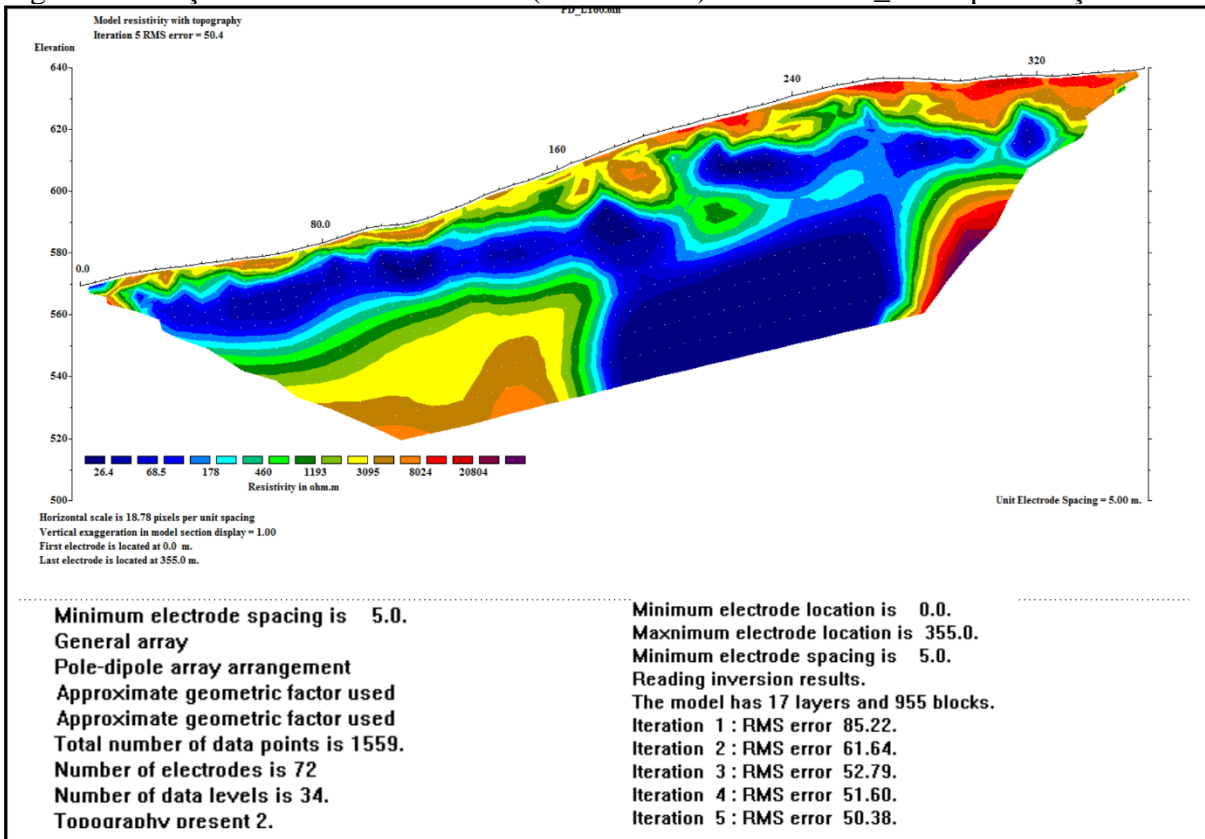 PD_L160.6m
Model resistivity with topography
Iteration 5 RMS error = 50.4
Elevation
640
620
600
580
560
540
520
500
0.0
80.0
160
240
320
26.4 68.5 178 460 1193 3095 8024 20804
Resistivity in ohm.m
Unit Electrode Spacing = 5.00 m.
Horizontal scale is 18.78 pixels per unit spacing
Vertical exaggeration in model section display = 1.00
First electrode is located at 0.0 m.
Last electrode is located at 355.0 m.
Minimum electrode spacing is 5.0.
General array
Pole-dipole array arrangement
Approximate geometric factor used
Approximate geometric factor used
Total number of data points is 1559.
Number of electrodes is 72
Number of data levels is 34.
Topography present 2.
Minimum electrode location is 0.0.
Maxnimum electrode location is 355.0.
Minimum electrode spacing is 5.0.
Reading inversion results.
The model has 17 layers and 955 blocks.
Iteration 1 : RMS error 85.22.
Iteration 2 : RMS error 61.64.
Iteration 3 : RMS error 52.79.
Iteration 4 : RMS error 51.60.
Iteration 5 : RMS error 50.38.